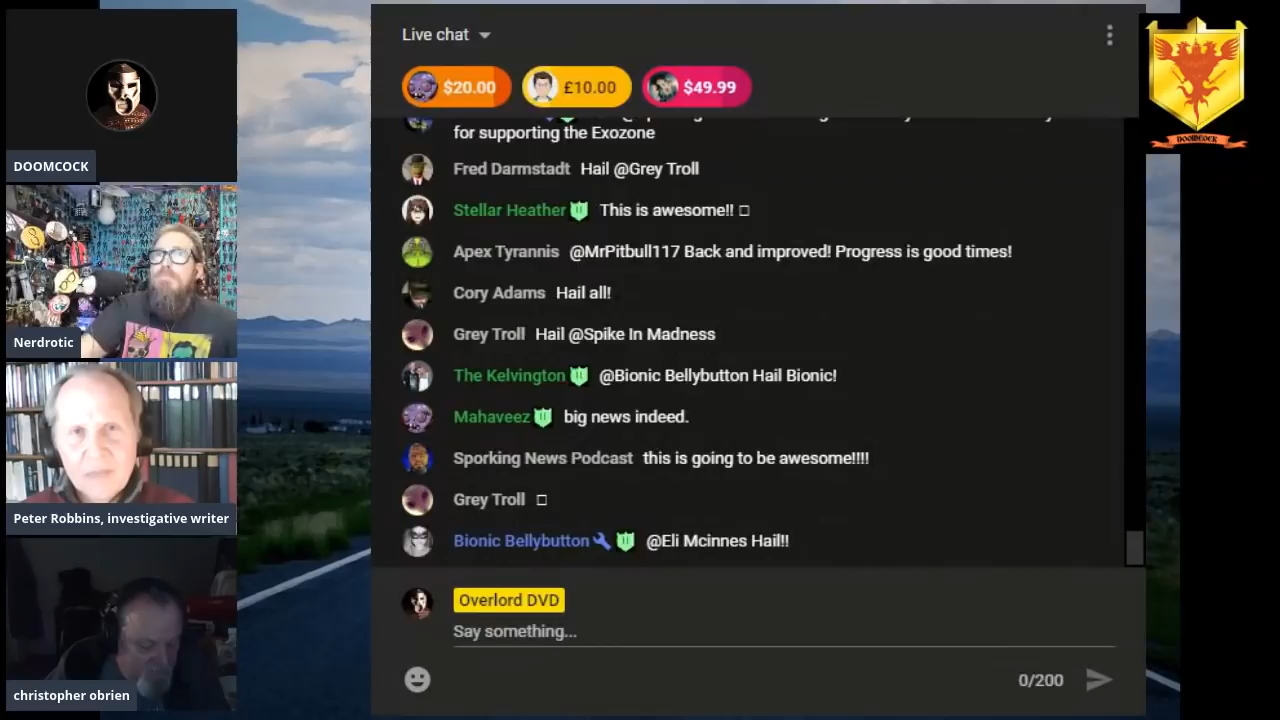 DOOMCOCK
Nerdrotic
Peter Robbins, investigative writer
christopher obrien
Live chat
$20.00
£10.00
$49.99
for supporting the Exozone
Fred Darmstadt Hail @Grey Troll
Stellar Heather This is awesome!! □
Apex Tyrannis @MrPitbull117 Back and improved! Progress is good times!
Cory Adams Hail all!
Grey Troll Hail @Spike In Madness
The Kelvington @Bionic Bellybutton Hail Bionic!
Mahaveez big news indeed.
Sporking News Podcast this is going to be awesome!!!!
Grey Troll □
Bionic Bellybutton @Eli Mcinnes Hail!!
Overlord DVD
Say something...
0/200
DOOMCOCK